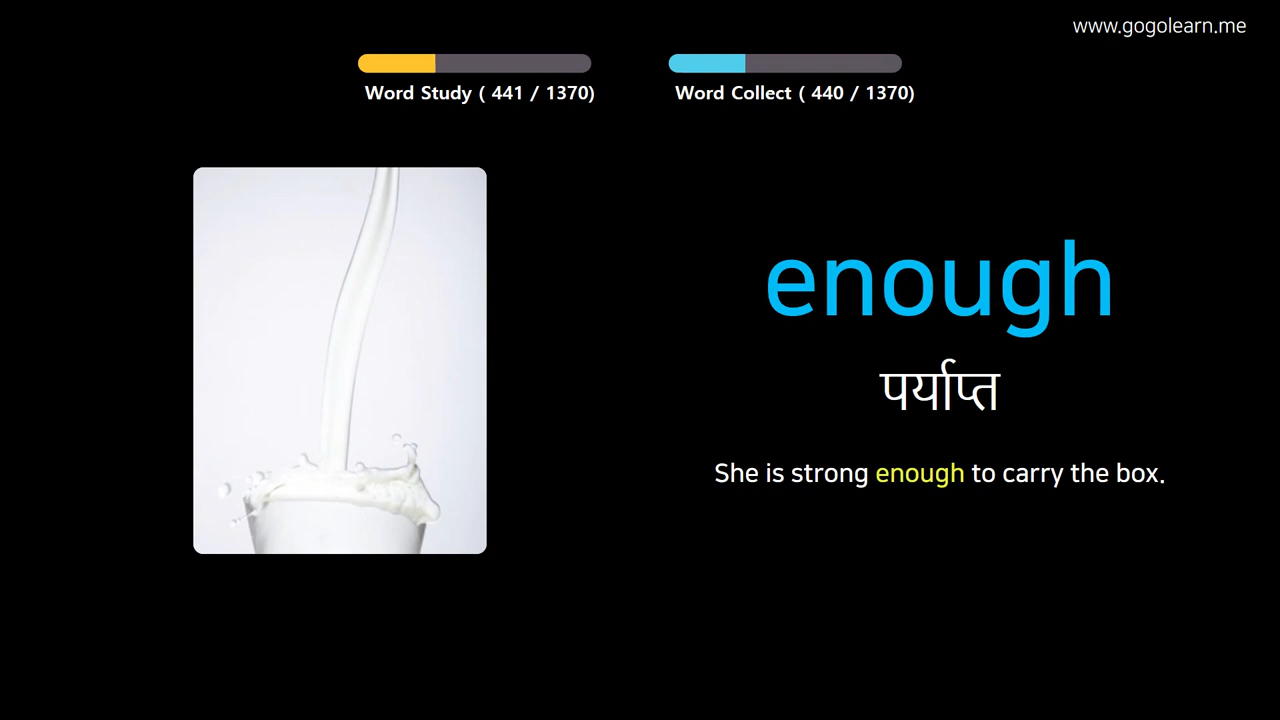 www.gogolearn.me
Word Study ( 441 / 1370)
Word Collect ( 440 / 1370)
enough
पर्याप्त
She is strong enough to carry the box.